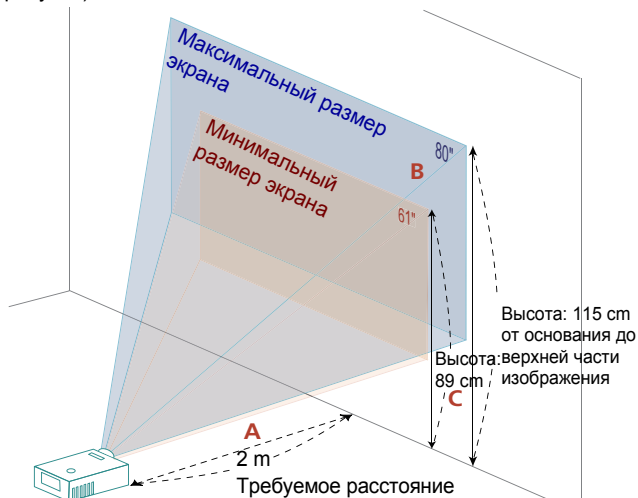 Максимальный размер
экрана
80"
Минимальный
размер экрана
B
61"
Высота: 115 cm
от основания до
верхней части
изображения
Высота:
89 cm
C
A
2 m
Требуемое расстояние